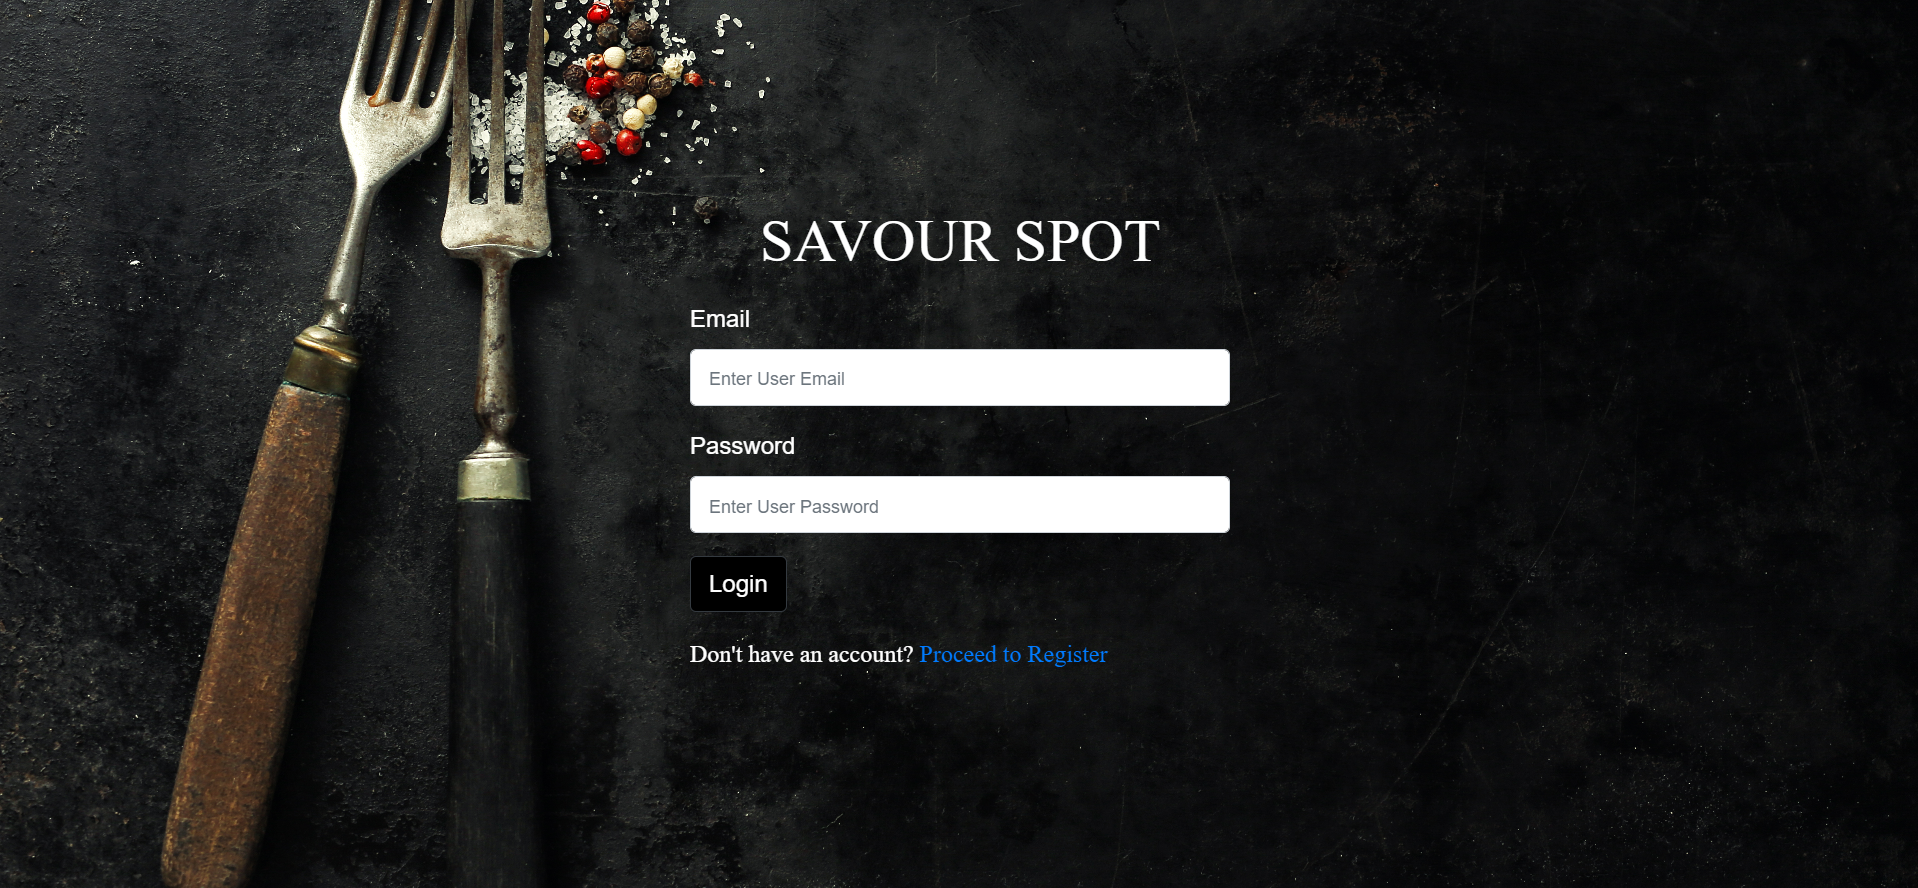 SAVOUR SPOT
Email
Enter User Email
Password
Enter User Password
Login
Don't have an account? Proceed to Register